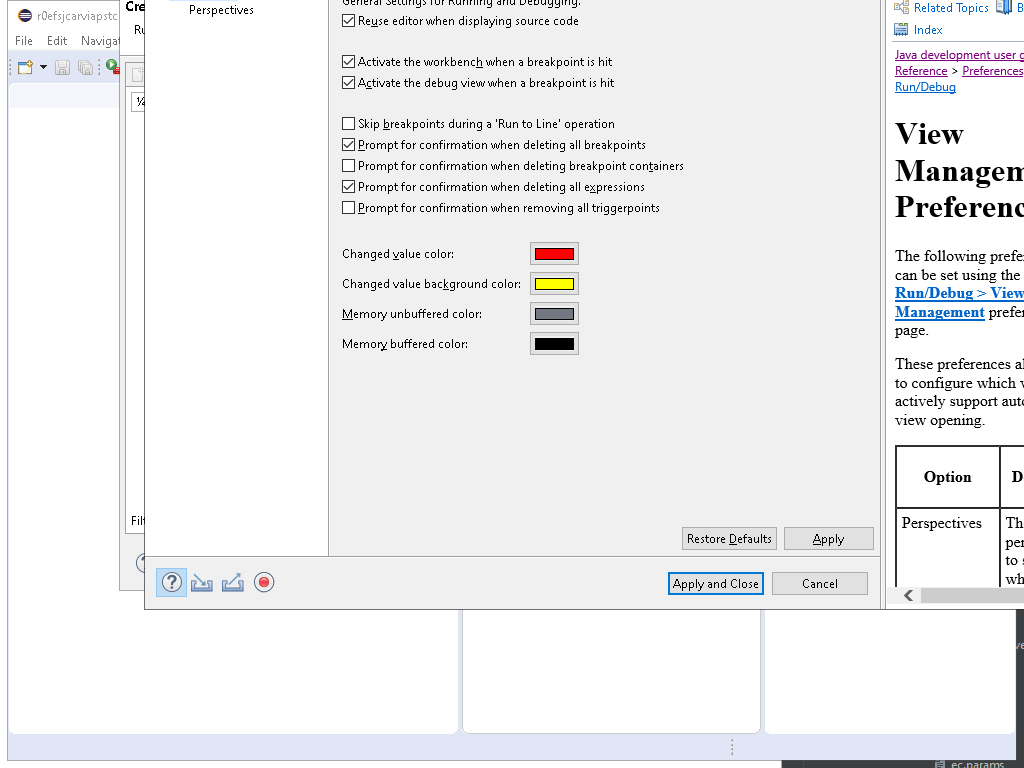 r0efsjcarviapstc
File Edit Navigat
Cre
Ru
Filt
Perspectives
General Settings for Running and Debugging.
Reuse editor when displaying source code
Activate the workbench when a breakpoint is hit
Activate the debug view when a breakpoint is hit
Skip breakpoints during a 'Run to Line' operation
Prompt for confirmation when deleting all breakpoints
Prompt for confirmation when deleting breakpoint containers
Prompt for confirmation when deleting all expressions
Prompt for confirmation when removing all triggerpoints
Changed value color:
Changed value background color:
Memory unbuffered color:
Memory buffered color:
Restore Defaults Apply
Apply and Close Cancel
Related Topics B
Index
Java development user g
Reference > Preferences
Run/Debug
View
Managem
Preferenc
The following prefer
can be set using the
Run/Debug > View
Management prefer
page.
These preferences al
to configure which v
actively support auto
view opening.
Option D
Perspectives The
per
to s
wh
ve
ec.params